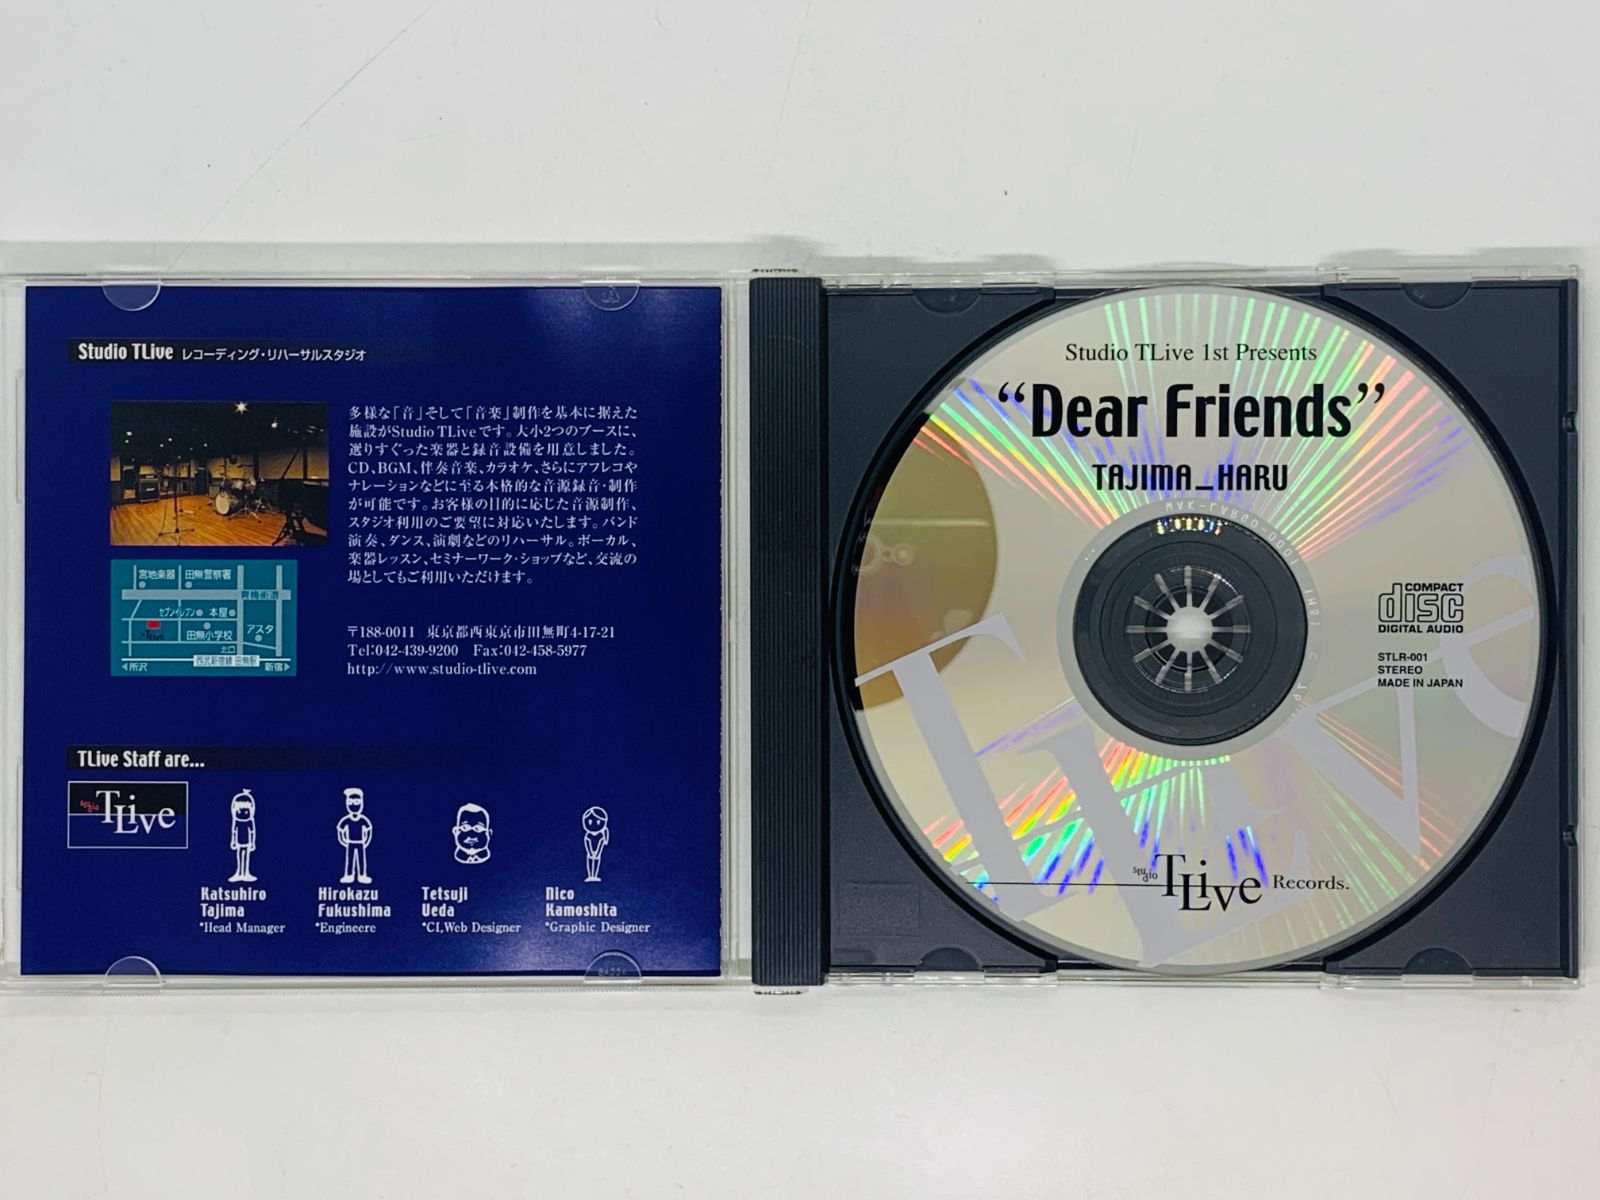 Studio TLive レコーディング・リハーサルスタジオ
多様な「音」そして「音楽」制作を基本に据えた
施設がStudio TLiveです。大小2つのブースに、
選りすぐった楽器と録音設備を用意しました。
CD、BGM、伴奏音楽、カラオケ、さらにアフレコや
ナレーションなどに至る本格的な音源録音・制作
が可能です。お客様の目的に応じた音源制作、
スタジオ利用のご要望に対応いたします。バンド
演奏、ダンス、演劇などのリハーサル。ボーカル、
楽器レッスン、セミナーワーク・ショップなど、交流の
場としてもご利用いただけます。
宮地楽器 田無警察署
青梅街道
セブンイレブン 本屋
TLive 田無小学校 アスタ
北口
◀所沢 西武新宿線 田無駅 新宿▶
〒188-0011 東京都西東京市田無町4-17-21
Tel:042-439-9200 Fax:042-458-5977
http://www.studio-tlive.com
TLive Staff are...
studio TLive
Katsuhiro
Tajima
*Head Manager
Hirokazu
Fukushima
*Engineere
Tetsuji
Ueda
*CI,Web Designer
Nico
Kamoshita
*Graphic Designer
Studio TLive 1st Presents
“Dear Friends”
TAJIMA_HARU
MAK-LARGO-0001
COMPACT
disc
DIGITAL AUDIO
STLR-001
STEREO
MADE IN JAPAN
TLive
studio TLive Records.